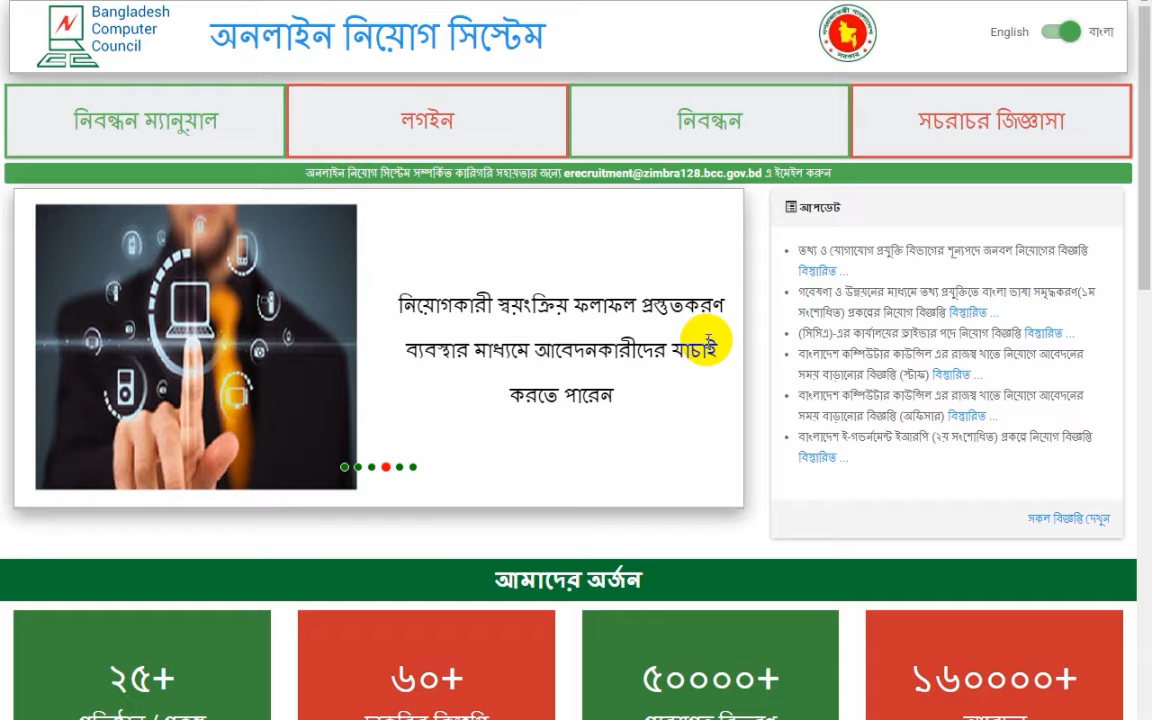 Bangladesh
Computer
Council
অনলাইন নিয়োগ সিস্টেম
English বাংলা
নিবন্ধন ম্যানুয়াল
লগইন
নিবন্ধন
সচরাচর জিজ্ঞাসা
অনলাইন নিয়োগ সিস্টেম সম্পর্কিত কারিগরি সহায়তার জন্যে erecruitment@zimbra128.bcc.gov.bd এ ইমেইল করুন
নিয়োগকারী স্বয়ংক্রিয় ফলাফল প্রস্তুতকরণ
ব্যবস্থার মাধ্যমে আবেদনকারীদের যাচাই
করতে পারেন
আপডেট
তথ্য ও যোগাযোগ প্রযুক্তি বিভাগের শূন্যপদে জনবল নিয়োগের বিজ্ঞপ্তি
বিস্তারিত ...
গবেষণা ও উন্নয়নের মাধ্যমে তথ্য প্রযুক্তিতে বাংলা ভাষা সমৃদ্ধকরণ(১ম
সংশোধিত) প্রকল্পের নিয়োগ বিজ্ঞপ্তি বিস্তারিত ...
(সিসিএ)-এর কার্যালয়ের ড্রাইভার পদে নিয়োগ বিজ্ঞপ্তি বিস্তারিত ...
বাংলাদেশ কম্পিউটার কাউন্সিল এর রাজস্ব খাতে নিয়োগে আবেদনের
সময় বাড়ানোর বিজ্ঞপ্তি (স্টাফ) বিস্তারিত ...
বাংলাদেশ কম্পিউটার কাউন্সিল এর রাজস্ব খাতে নিয়োগে আবেদনের
সময় বাড়ানোর বিজ্ঞপ্তি (অফিসার) বিস্তারিত ...
বাংলাদেশ ই-গভর্নমেন্ট ইআরপি (২য় সংশোধিত) প্রকল্পে নিয়োগ বিজ্ঞপ্তি
বিস্তারিত ...
সকল বিজ্ঞপ্তি দেখুন
আমাদের অর্জন
২৫+
৬০+
৫০০০০+
১৬০০০০+